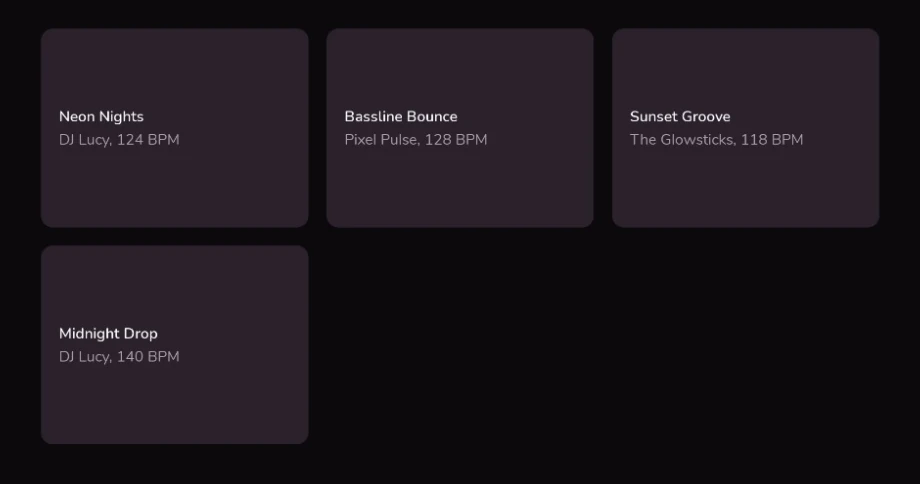 Neon Nights
DJ Lucy, 124 BPM
Bassline Bounce
Pixel Pulse, 128 BPM
Sunset Groove
The Glowsticks, 118 BPM
Midnight Drop
DJ Lucy, 140 BPM